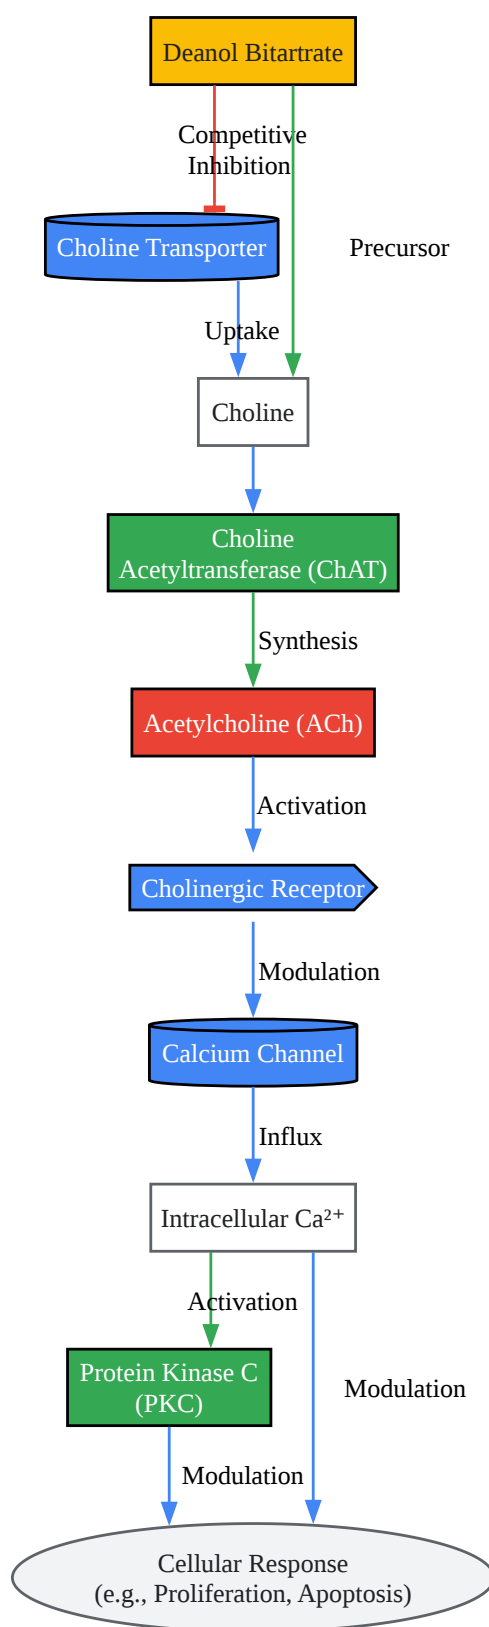 Deanol Bitartrate
Competitive
Inhibition
Choline Transporter
Precursor
Uptake
Choline
Choline
Acetyltransferase (ChAT)
Synthesis
Acetylcholine (ACh)
Activation
Cholinergic Receptor
Modulation
Calcium Channel
Influx
Intracellular Ca²⁺
Activation
Protein Kinase C
(PKC)
Modulation
Modulation
Cellular Response
(e.g., Proliferation, Apoptosis)